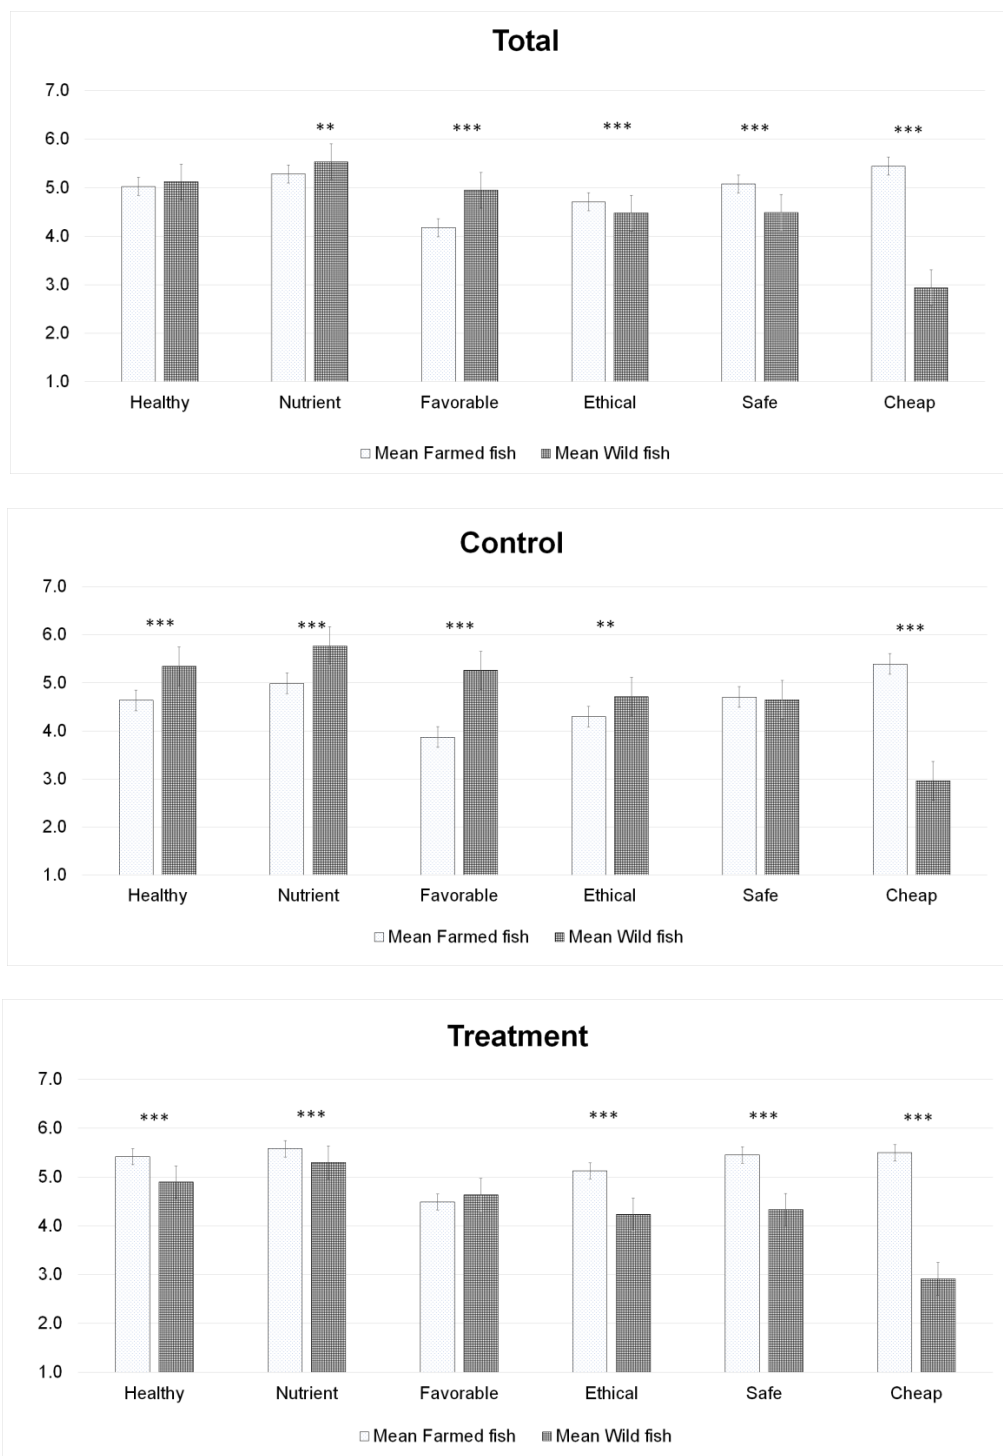 Total
7.0
6.0
5.0
4.0
3.0
2.0
1.0
** *** *** *** ***
Healthy Nutrient Favorable Ethical Safe Cheap
Mean Farmed fish Mean Wild fish
Control
7.0
6.0
5.0
4.0
3.0
2.0
1.0
*** *** *** ** ***
Healthy Nutrient Favorable Ethical Safe Cheap
Mean Farmed fish Mean Wild fish
Treatment
7.0
6.0
5.0
4.0
3.0
2.0
1.0
*** *** *** *** ***
Healthy Nutrient Favorable Ethical Safe Cheap
Mean Farmed fish Mean Wild fish